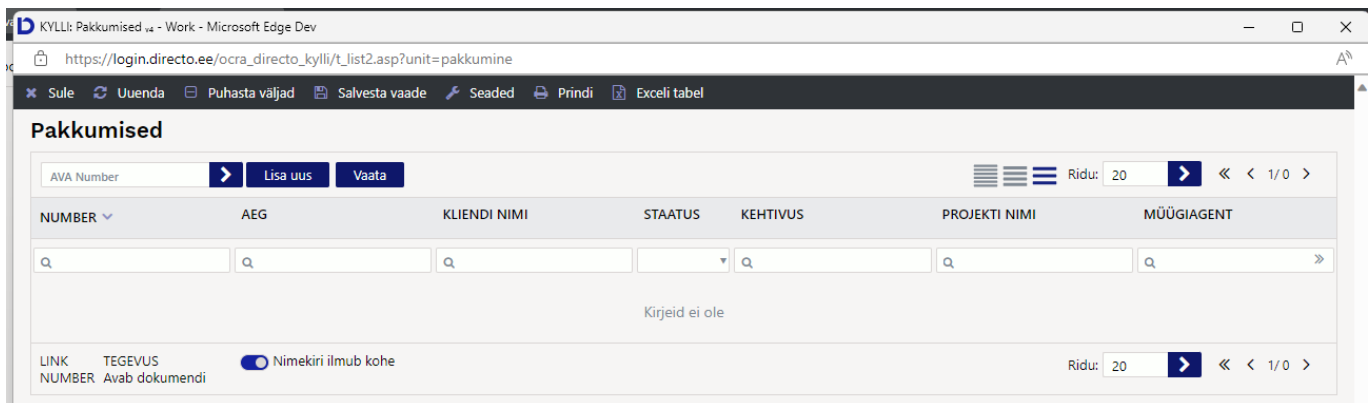 KYLLI: Pakkumised v4 - Work - Microsoft Edge Dev
https://login.directo.ee/ocra_directo_kylli/t_list2.asp?unit=pakkumine
Sule Uuenda Puhasta väljad Salvesta vaade Seaded Prindi Exceli tabel
Pakkumised
AVA Number Lisa uus Vaata Ridu: 20 1/ 0
NUMBER AEG KLIENDI NIMI STAATUS KEHTIVUS PROJEKTI NIMI MÜÜGIAGENT
Kirjeid ei ole
LINK TEGEVUS Nimekiri ilmub kohe Ridu: 20 1/ 0
NUMBER Avab dokumendi